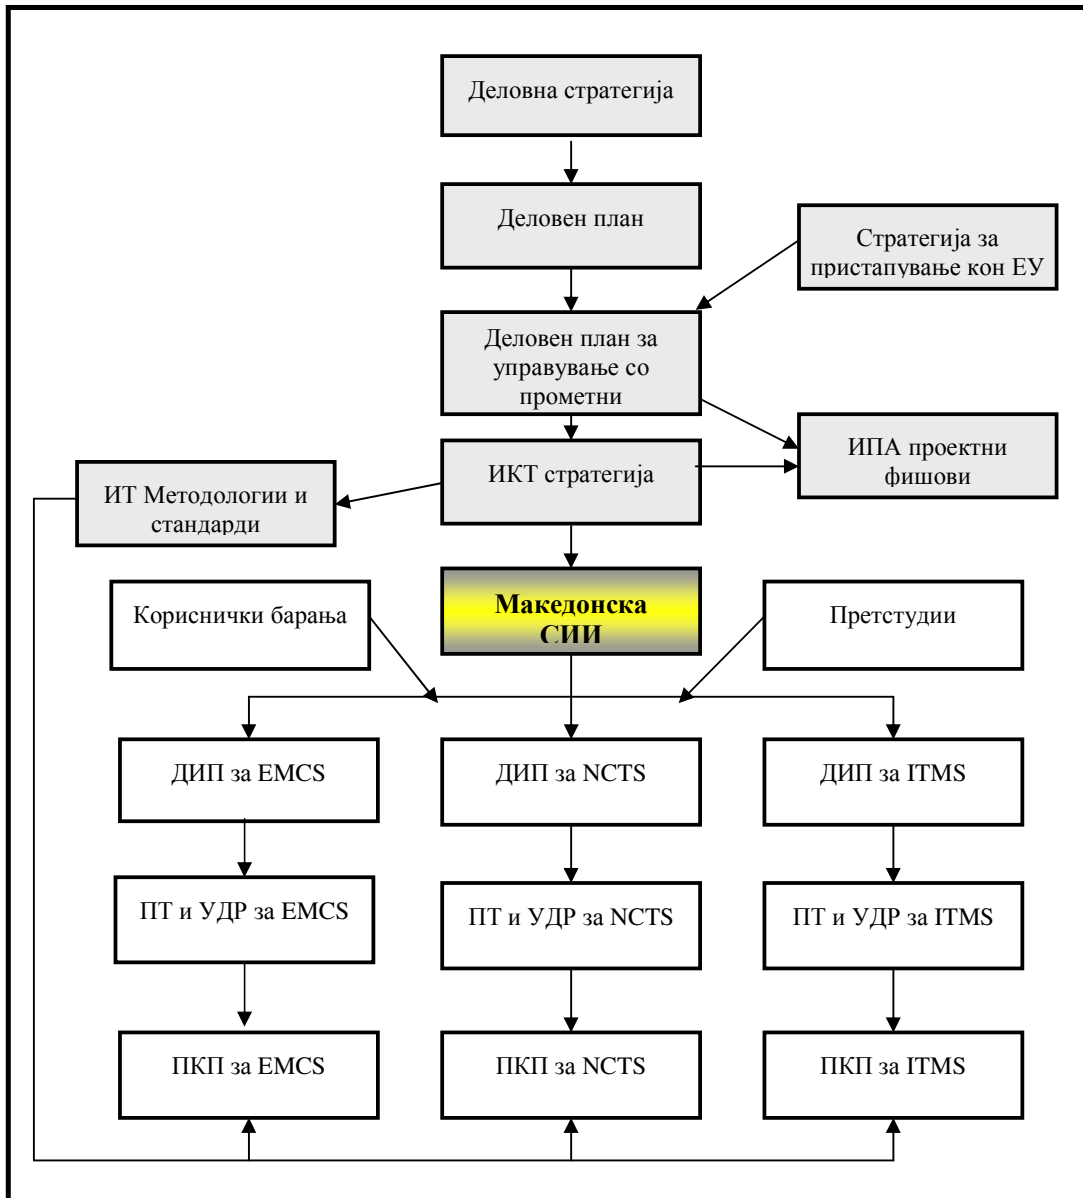 Деловна стратегија
Деловен план
Стратегија за
пристапување кон ЕУ
Деловен план за
управување со
прометни
ИКТ стратегија
ИПА проектни
фишови
ИТ Методологии и
стандарди
Македонска
СИИ
Кориснички барања
Претстудии
ДИП за EMCS
ДИП за NCTS
ДИП за ITMS
ПТ и УДР за EMCS
ПТ и УДР за NCTS
ПТ и УДР за ITMS
ПКП за EMCS
ПКП за NCTS
ПКП за ITMS